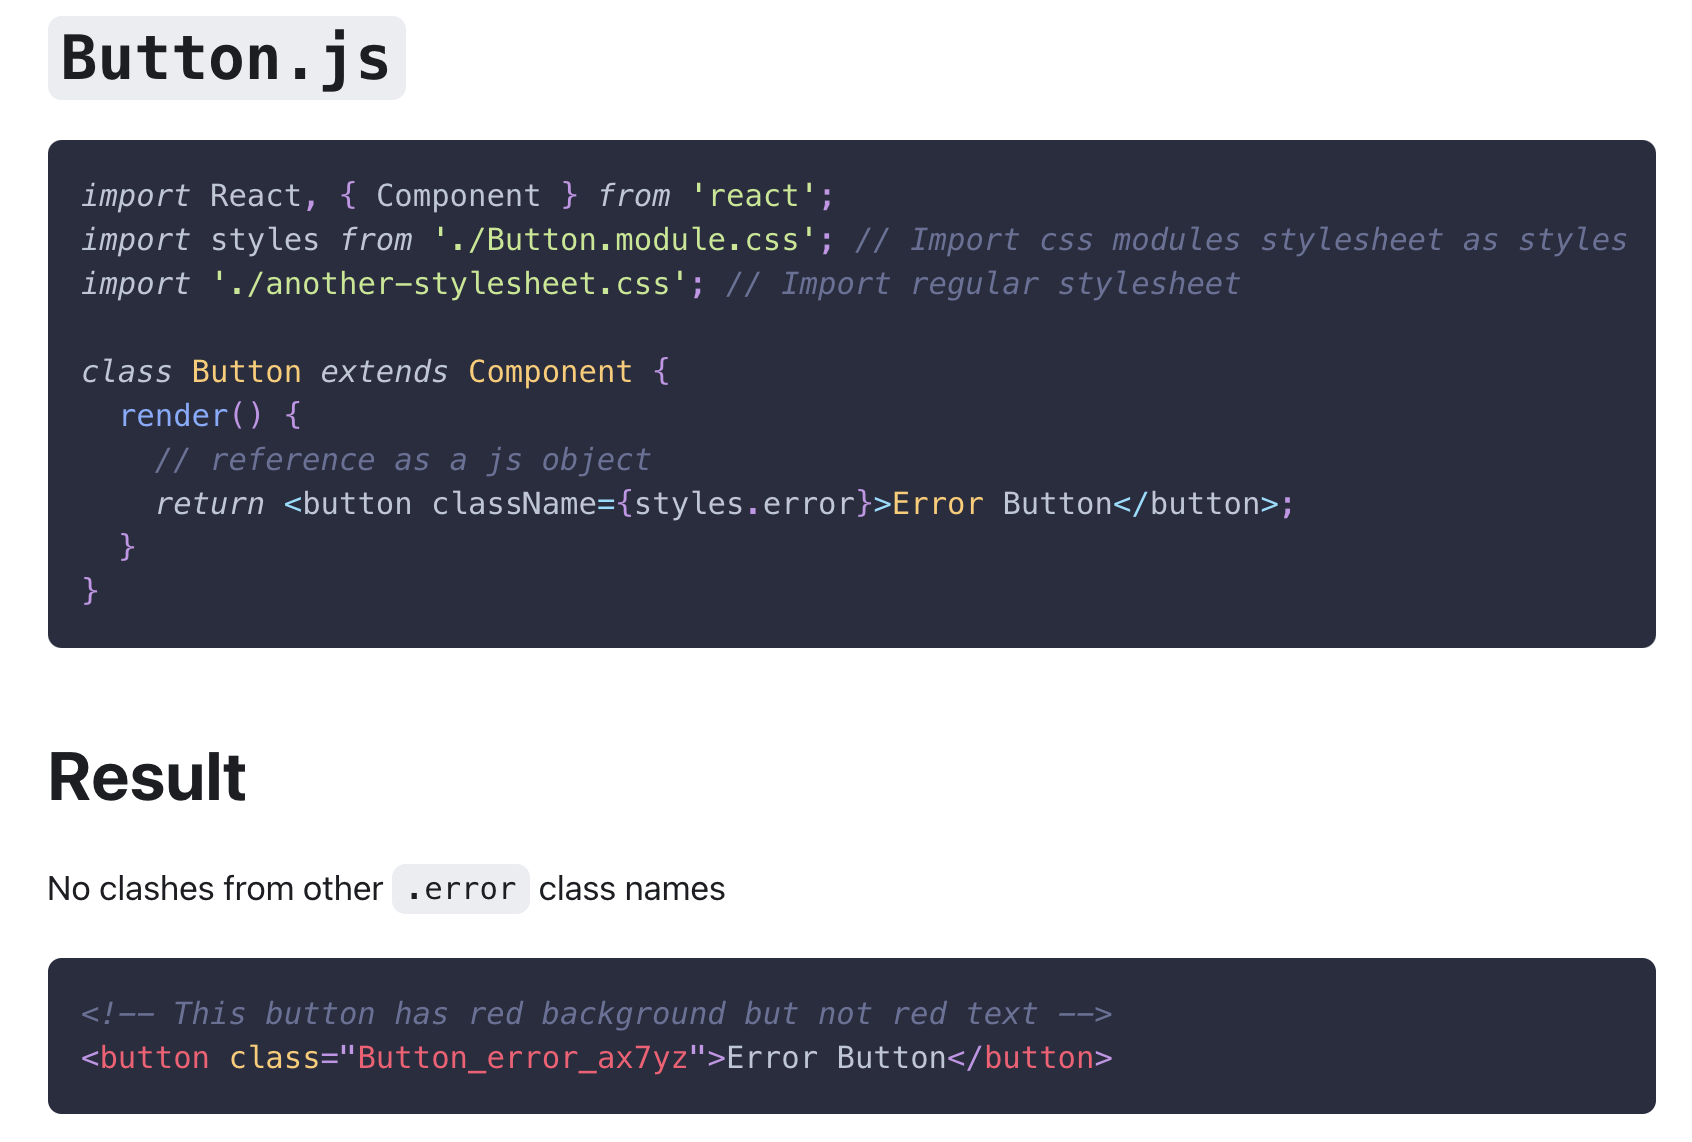 Button.js
import React, { Component } from 'react';
import styles from './Button.module.css'; // Import css modules stylesheet as styles
import './another-stylesheet.css'; // Import regular stylesheet
class Button extends Component {
  render() {
    // reference as a js object
    return <button className={styles.error}>Error Button</button>;
  }
}
Result
No clashes from other .error class names
<!-- This button has red background but not red text -->
<button class="Button_error_ax7yz">Error Button</button>